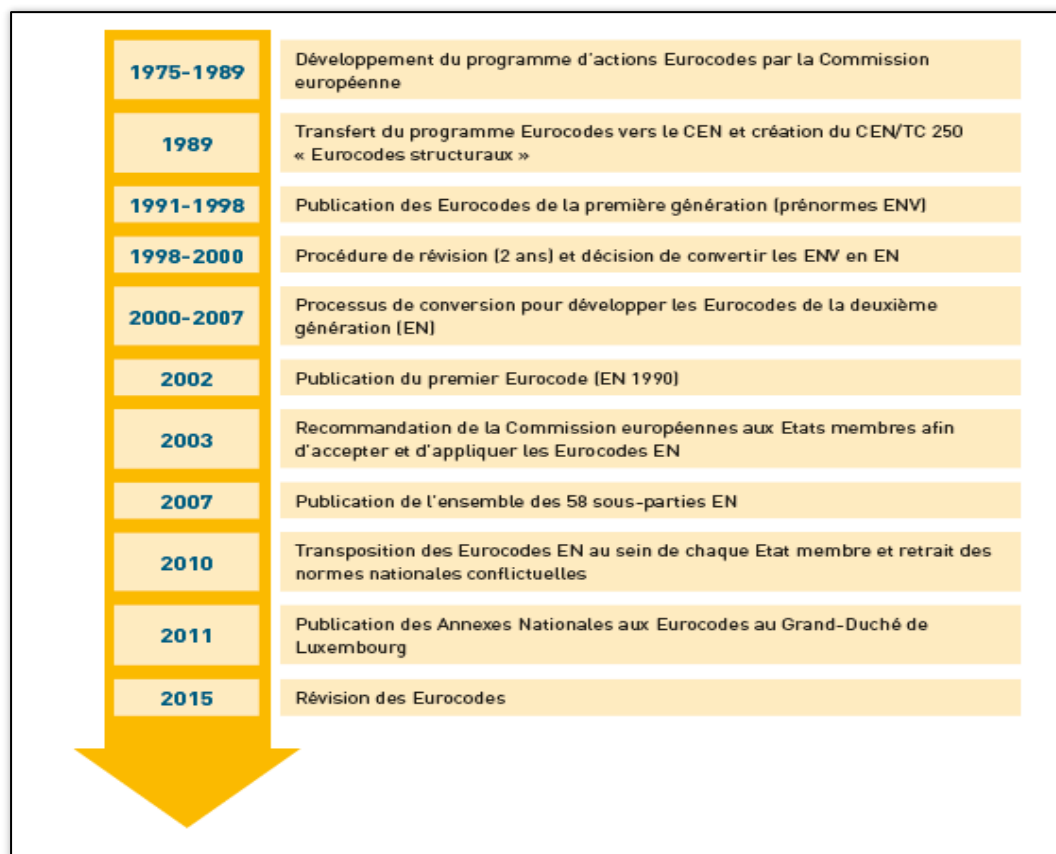 1975-1989
Développement du programme d'actions Eurocodes par la Commission
européenne
1989
Transfert du programme Eurocodes vers le CEN et création du CEN/TC 250
« Eurocodes structuraux »
1991-1998
Publication des Eurocodes de la première génération (prénormes ENV)
1998-2000
Procédure de révision (2 ans) et décision de convertir les ENV en EN
2000-2007
Processus de conversion pour développer les Eurocodes de la deuxième
génération (EN)
2002
Publication du premier Eurocode (EN 1990)
2003
Recommandation de la Commission européennes aux Etats membres afin
d'accepter et d'appliquer les Eurocodes EN
2007
Publication de l'ensemble des 58 sous-parties EN
2010
Transposition des Eurocodes EN au sein de chaque Etat membre et retrait des
normes nationales conflictuelles
2011
Publication des Annexes Nationales aux Eurocodes au Grand-Duché de
Luxembourg
2015
Révision des Eurocodes